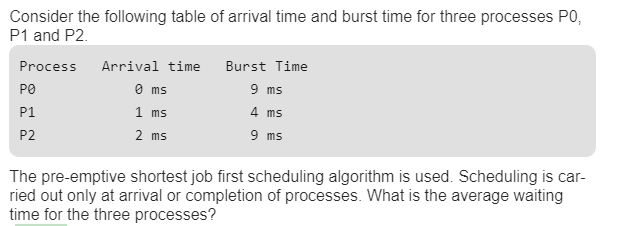 Consider the following table of arrival time and burst time for three processes P0,
P1 and P2.
Process Arrival time Burst Time
P0 0 ms 9 ms
P1 1 ms 4 ms
P2 2 ms 9 ms
The pre-emptive shortest job first scheduling algorithm is used. Scheduling is car-
ried out only at arrival or completion of processes. What is the average waiting
time for the three processes?